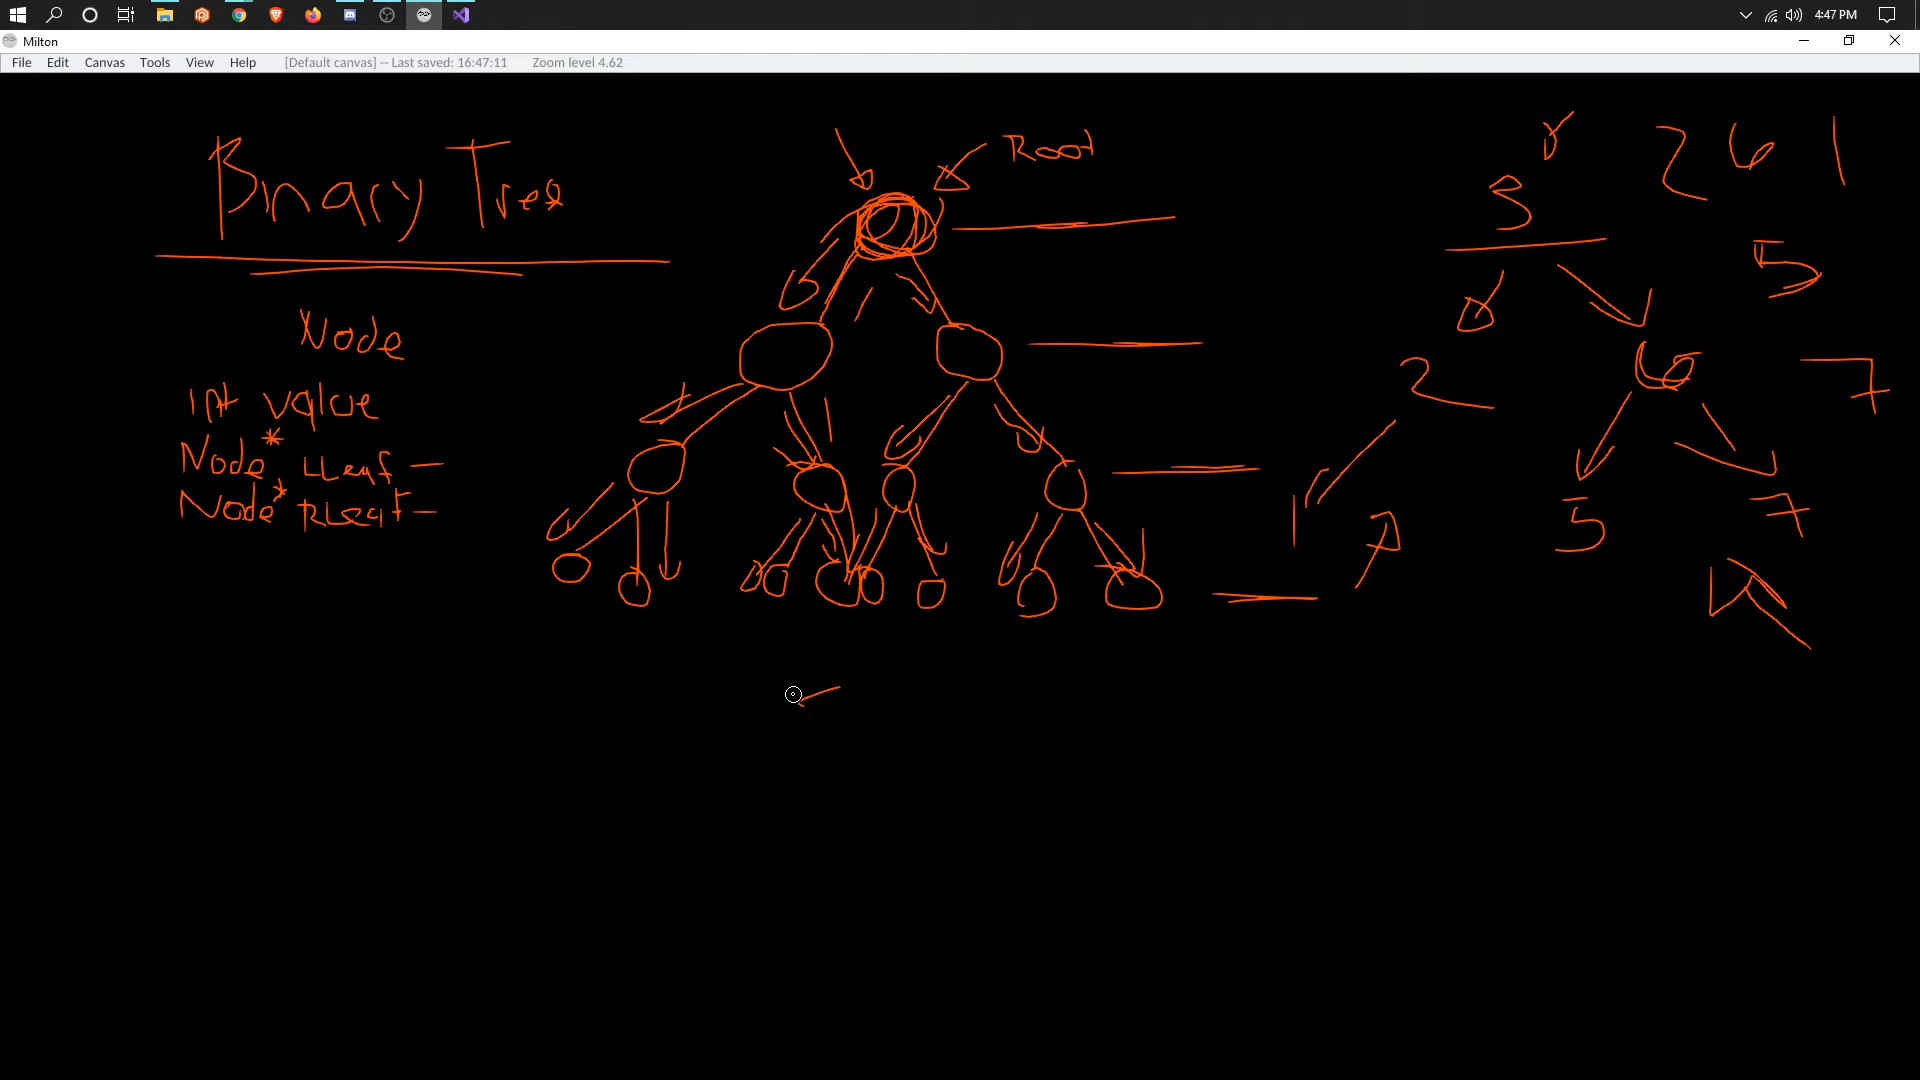 4:47 PM
Milton
File Edit Canvas Tools View Help [Default canvas] -- Last saved: 16:47:11 Zoom level 4.62
Binary Tree
Root
3 2 6 1
5
7
Node
Int value
Node* LLeaf -
Node* RLeaf -
2 6
1 5 7